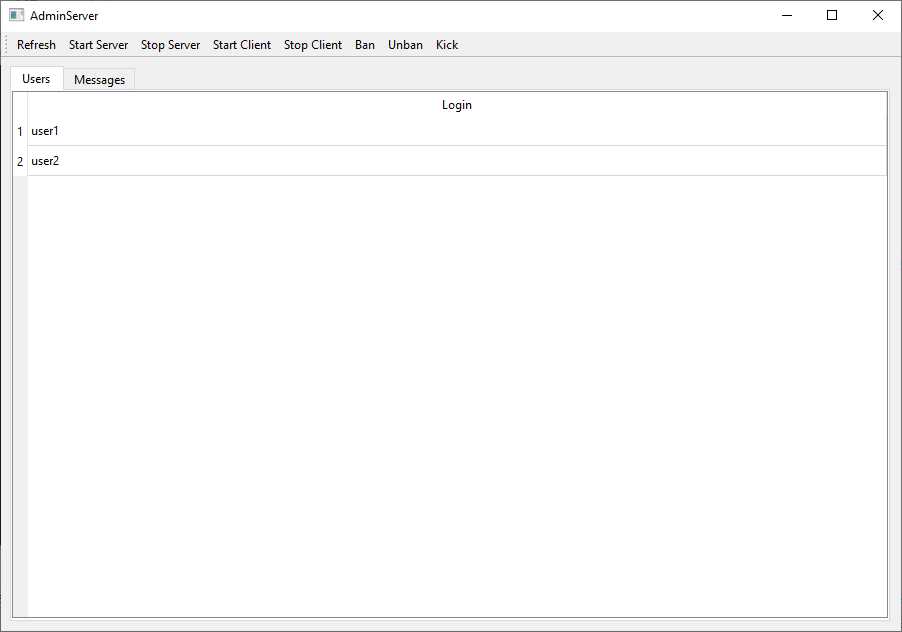 AdminServer
Refresh Start Server Stop Server Start Client Stop Client Ban Unban Kick
Users Messages
Login
1 user1
2 user2